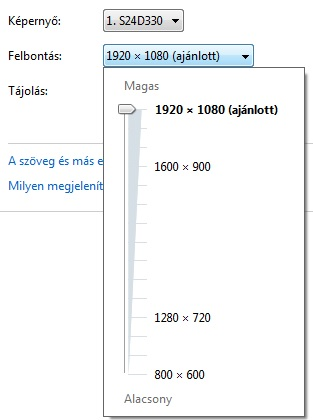 Képernyő: 1. S24D330
Felbontás: 1920 × 1080 (ajánlott)
Tájolás:
Magas
1920 × 1080 (ajánlott)
1600 × 900
A szöveg és más e
Milyen megjelenít
1280 × 720
800 × 600
Alacsony